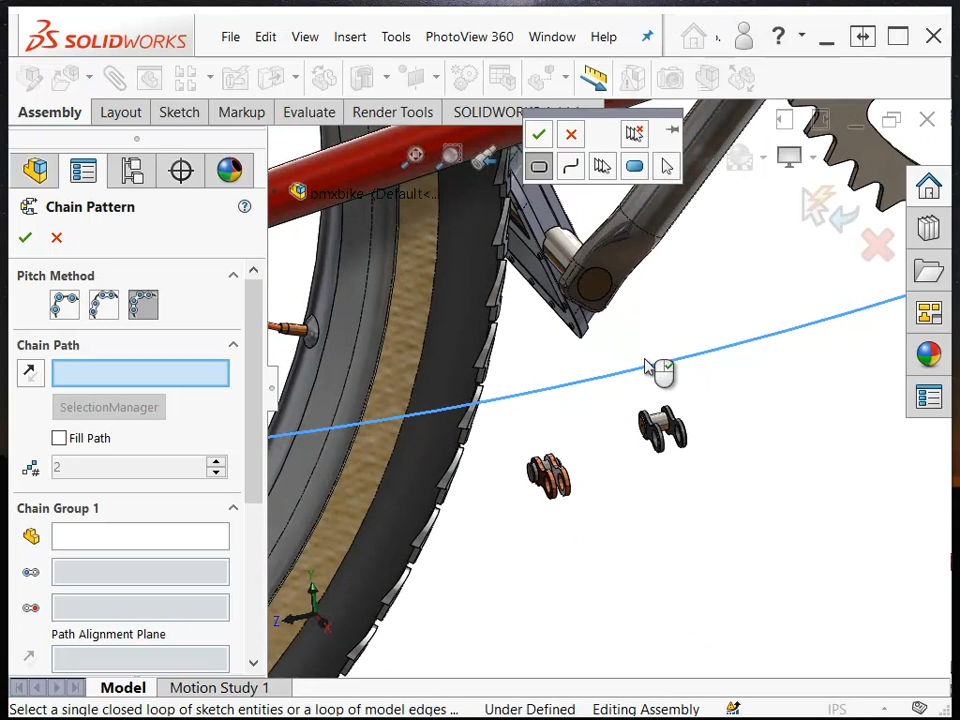 SOLIDWORKS File Edit View Insert Tools PhotoView 360 Window Help ?
Assembly Layout Sketch Markup Evaluate Render Tools
bmxbike (Default<...
Chain Pattern ?
Pitch Method
Chain Path
SelectionManager
Fill Path
2
Chain Group 1
Path Alignment Plane
Y
Z
X
Model Motion Study 1
Select a single closed loop of sketch entities or a loop of model edges ... Under Defined Editing Assembly IPS